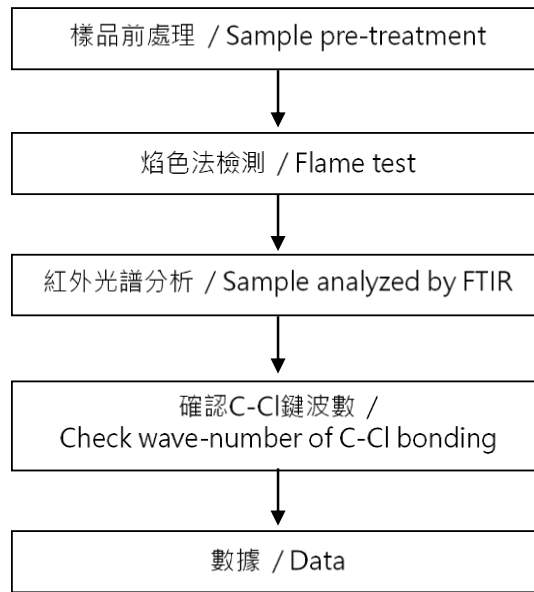 樣品前處理 / Sample pre-treatment
焰色法檢測 / Flame test
紅外光譜分析 / Sample analyzed by FTIR
確認C-Cl鍵波數 /
Check wave-number of C-Cl bonding
數據 / Data